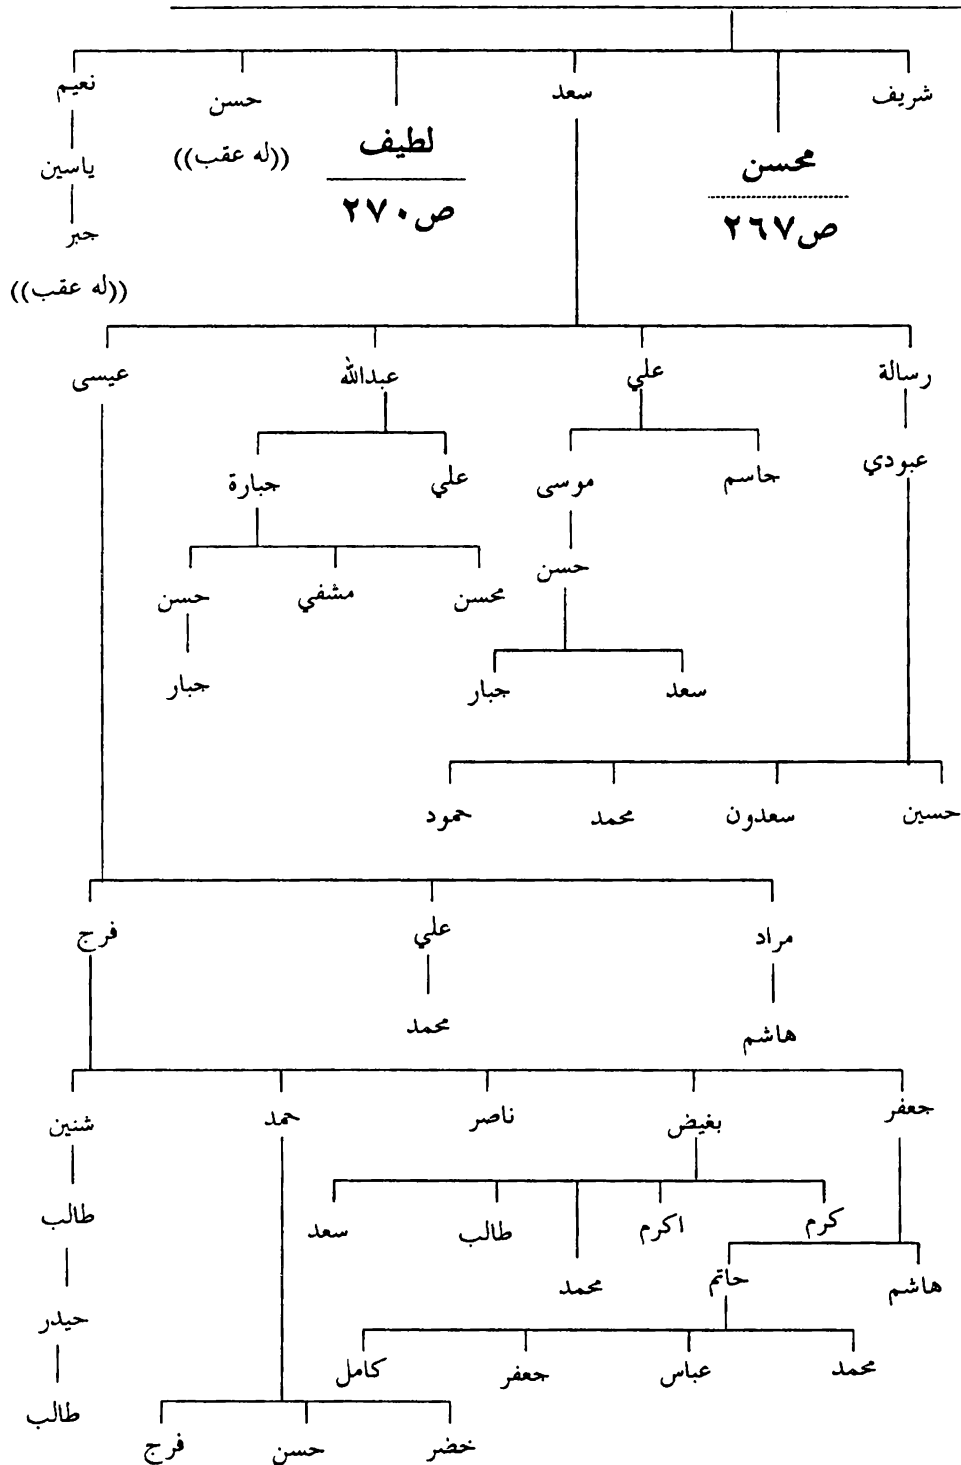 شريف سعد حسن نعيم
محسن لطيف ((له عقب)) ياسين
ص٢٦٧ ص٢٧٠ جبر
((له عقب))
رسالة علي عبدالله عيسى
عبودي جاسم موسى علي جبارة
حسن محسن مشفي حسن
سعد جبار جبار
حسين سعدون محمد حمود
مراد علي فرج
هاشم محمد
جعفر بغيض ناصر حمد شنين
كرم اكرم طالب سعد طالب
هاشم حاتم محمد حيدر
محمد عباس جعفر كامل طالب
خضر حسن فرج